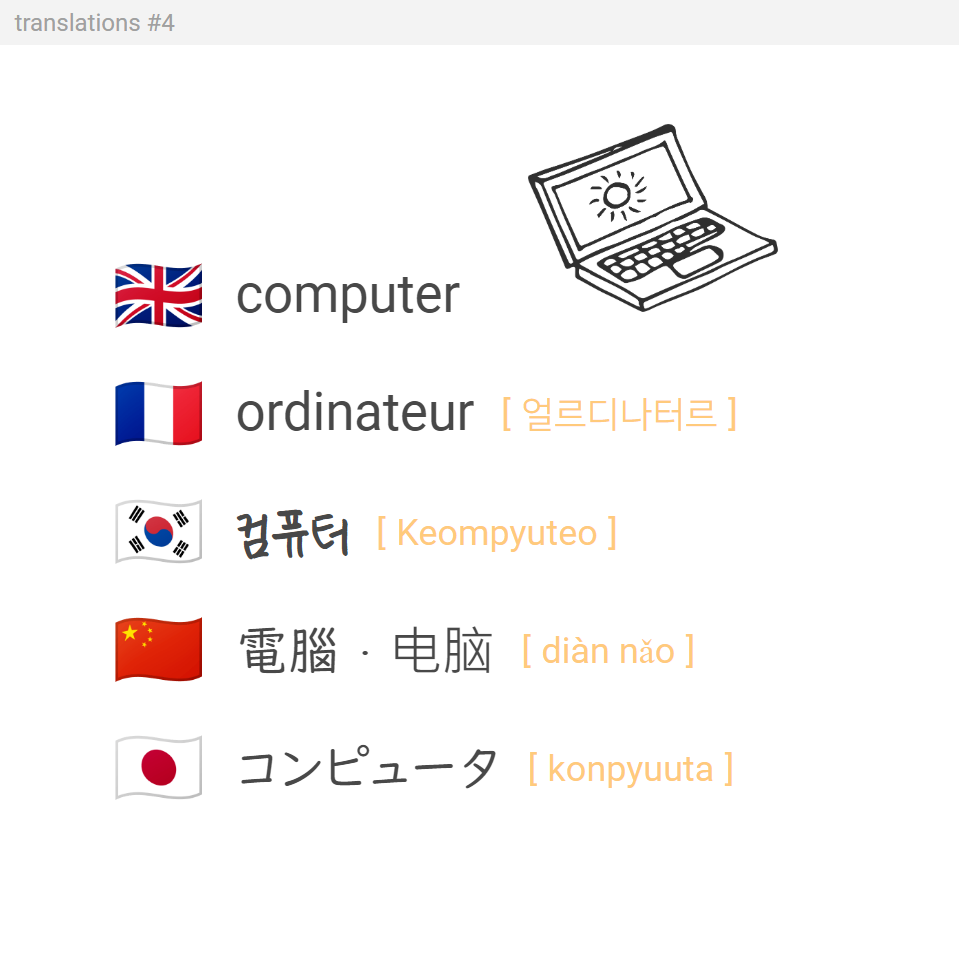 translations #4
computer
ordinateur [ 얼르디나터르 ]
컴퓨터 [ Keompyuteo ]
電腦 · 电脑 [ diàn nǎo ]
コンピュータ [ konpyuuta ]